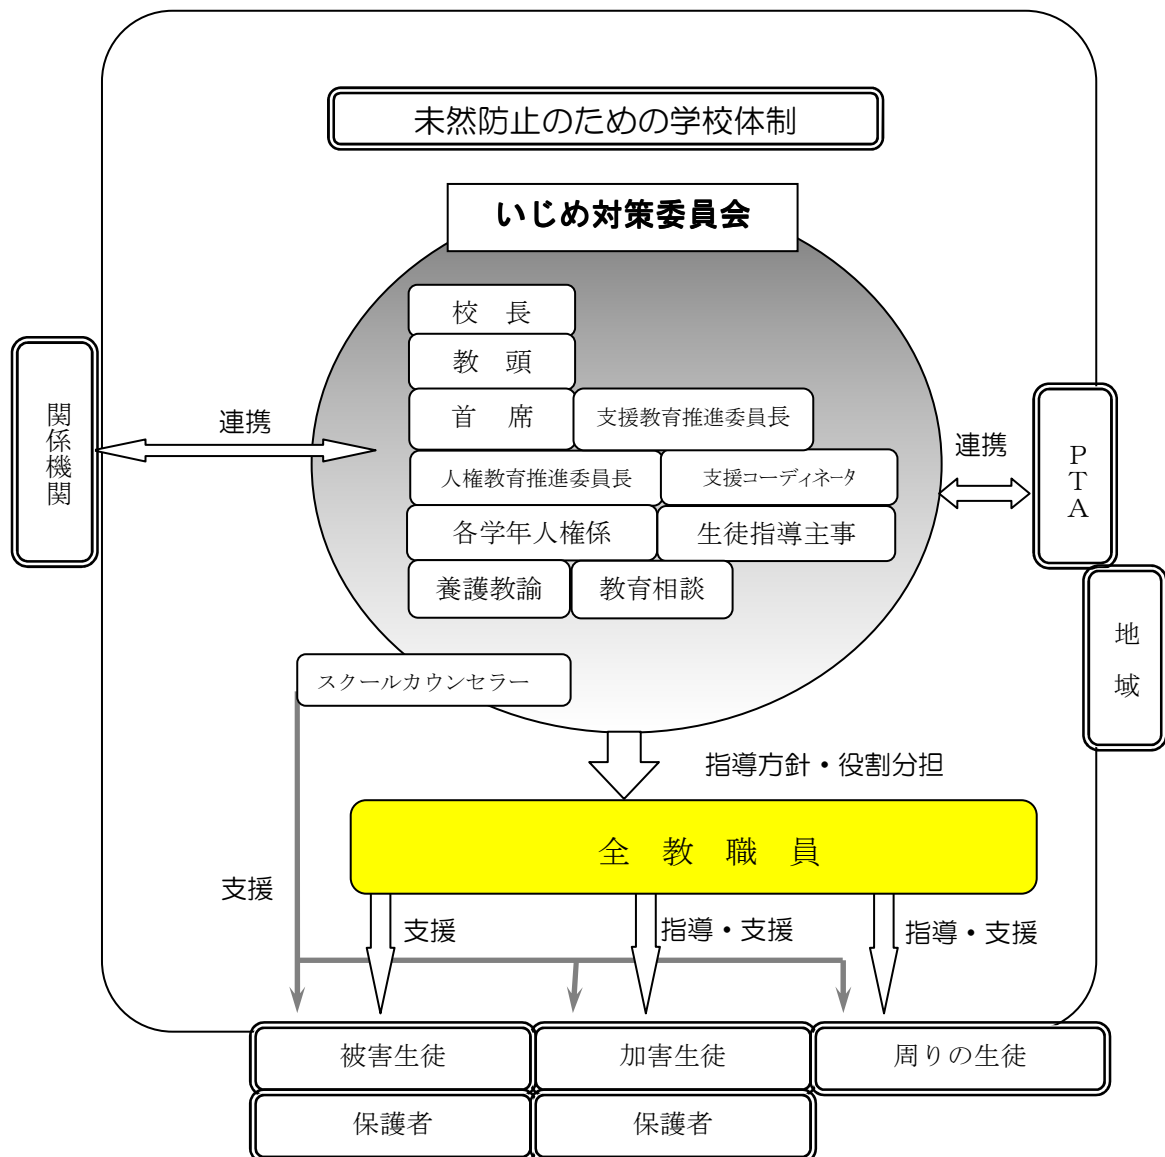 未然防止のための学校体制
いじめ対策委員会
校　長
教　頭
首　席
支援教育推進委員長
人権教育推進委員長
支援コーディネータ
各学年人権係
生徒指導主事
養護教諭
教育相談
スクールカウンセラー
関係機関
連携
連携
PTA
地域
指導方針・役割分担
全　教　職　員
支援
支援
指導・支援
指導・支援
被害生徒
加害生徒
周りの生徒
保護者
保護者